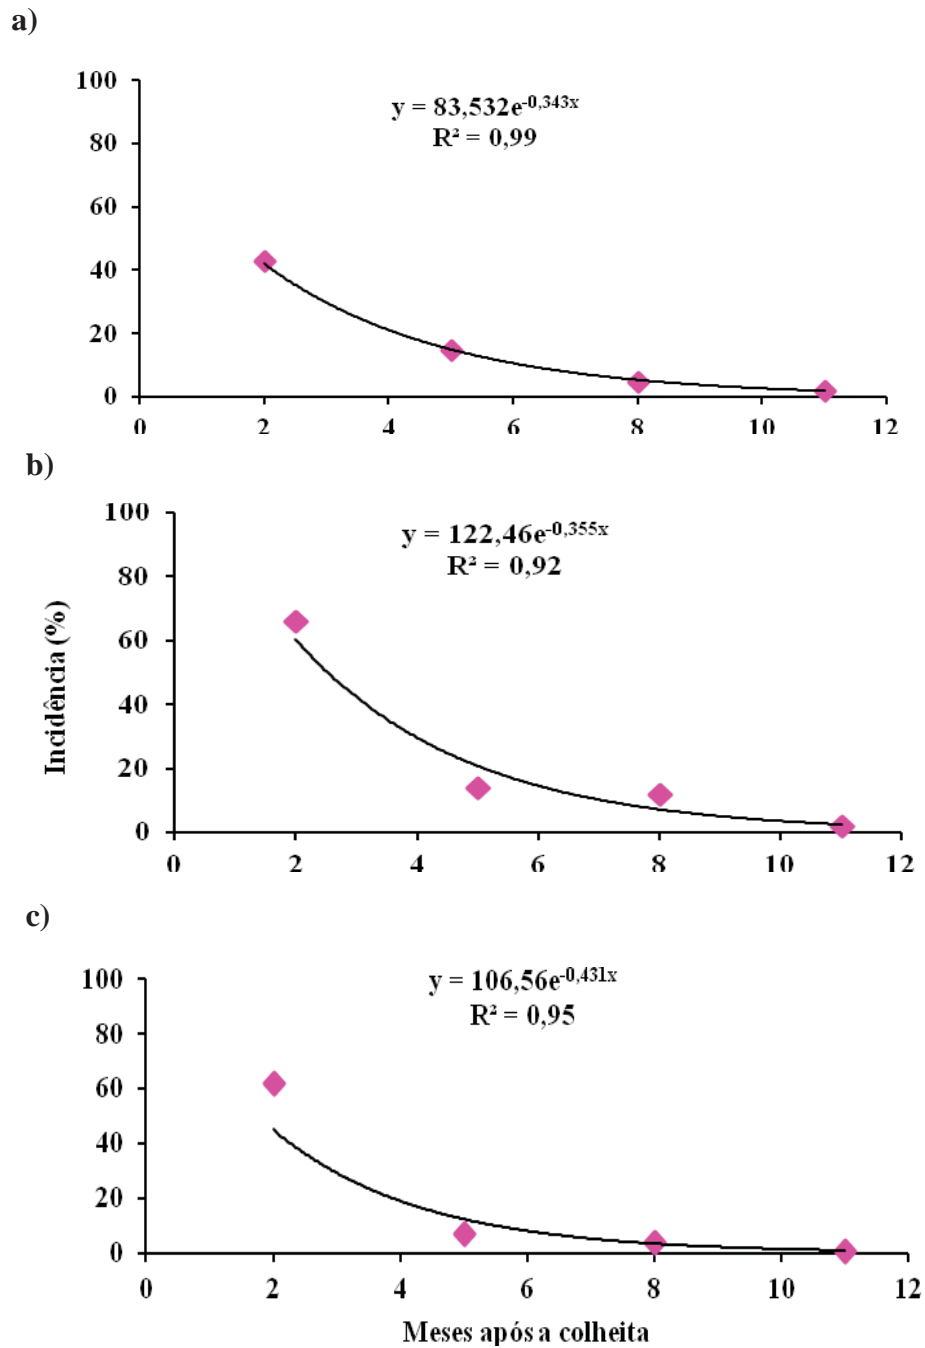 a)
y = 83,532e^-0,343x
R² = 0,99
100
80
60
40
20
0
0 2 4 6 8 10 12
b)
y = 122,46e^-0,355x
R² = 0,92
100
80
60
40
20
0
0 2 4 6 8 10 12
Incidência (%)
c)
y = 106,56e^-0,431x
R² = 0,95
100
80
60
40
20
0
0 2 4 6 8 10 12
Meses após a colheita